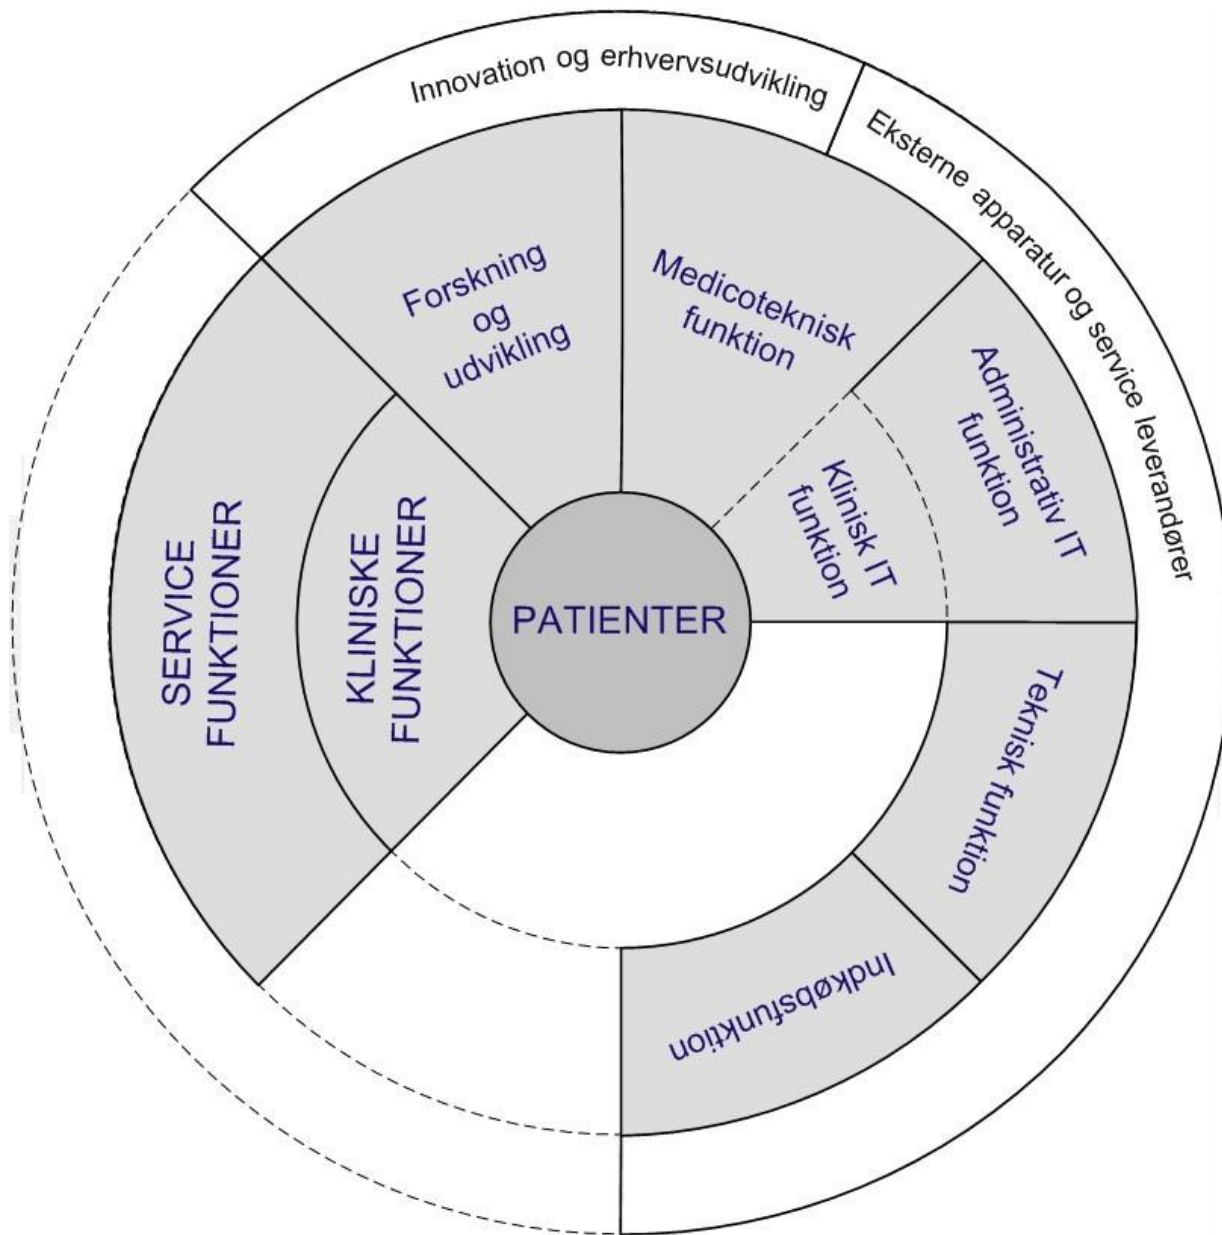 Innovation og erhvervsudvikling
Eksterne apparatur og service leverandører
Forskning
og
udvikling
Medicoteknisk
funktion
Administrativ IT
funktion
Klinisk IT
funktion
SERVICE
FUNKTIONER
KLINISKE
FUNKTIONER
PATIENTER
Teknisk funktion
Indkøbsfunktion